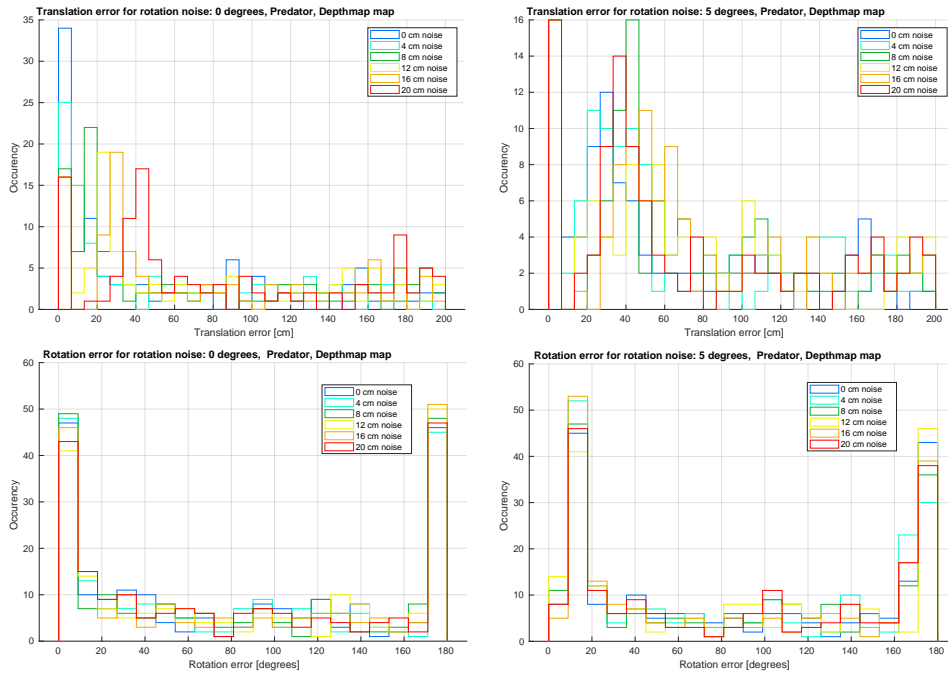 Translation error for rotation noise: 0 degrees, Predator, Depthmap map
35
30
25
20
15
10
5
0
Occurency
0 cm noise
4 cm noise
8 cm noise
12 cm noise
16 cm noise
20 cm noise
0 20 40 60 80 100 120 140 160 180 200
Translation error [cm]
Translation error for rotation noise: 5 degrees, Predator, Depthmap map
16
14
12
10
8
6
4
2
0
Occurency
0 cm noise
4 cm noise
8 cm noise
12 cm noise
16 cm noise
20 cm noise
0 20 40 60 80 100 120 140 160 180 200
Translation error [cm]
Rotation error for rotation noise: 0 degrees, Predator, Depthmap map
60
50
40
30
20
10
0
Occurency
0 cm noise
4 cm noise
8 cm noise
12 cm noise
16 cm noise
20 cm noise
0 20 40 60 80 100 120 140 160 180
Rotation error [degrees]
Rotation error for rotation noise: 5 degrees, Predator, Depthmap map
60
50
40
30
20
10
0
Occurency
0 cm noise
4 cm noise
8 cm noise
12 cm noise
16 cm noise
20 cm noise
0 20 40 60 80 100 120 140 160 180
Rotation error [degrees]